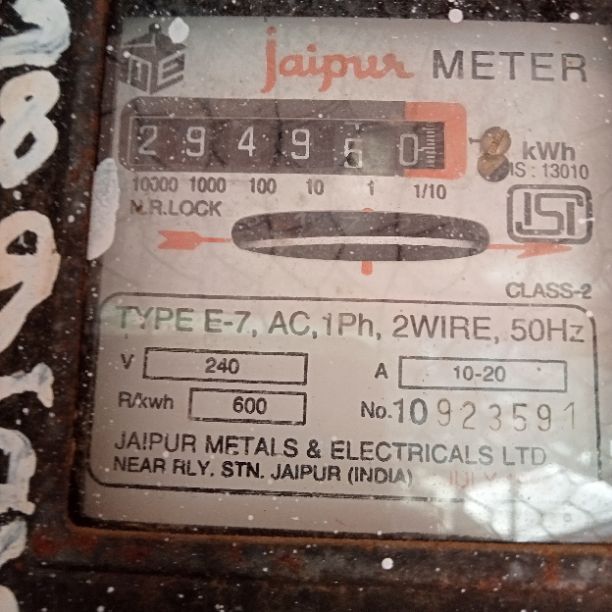 Jaipur METER
2 9 4 9 0
kWh
IS : 13010
10000 1000 100 10 1 1/10
N.R.LOCK
ISI
CLASS-2
TYPE E-7, AC, 1Ph, 2WIRE, 50Hz
V 240 A 10-20
R/kwh 600 No. 10923591
JAIPUR METALS & ELECTRICALS LTD
NEAR RLY. STN. JAIPUR (INDIA) JULY